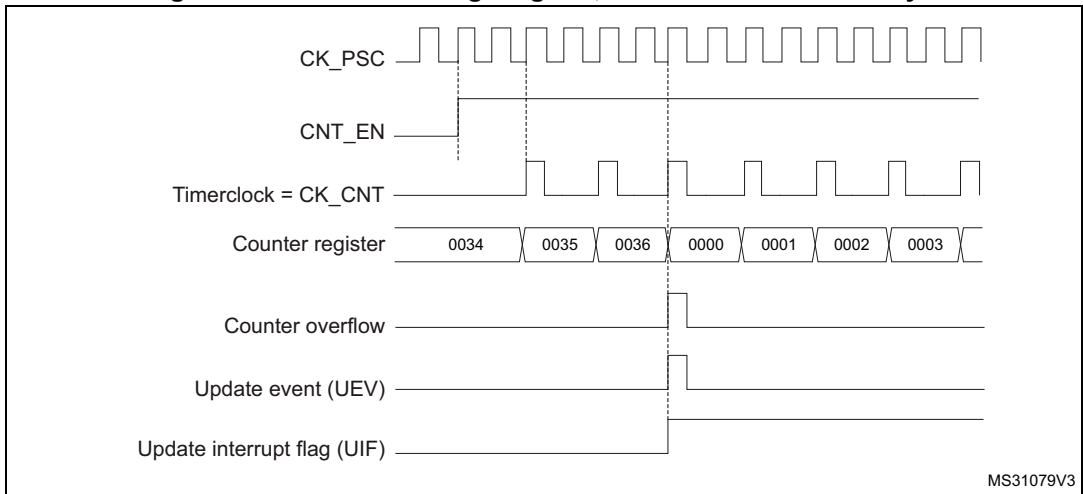 CK_PSC
CNT_EN
Timerclock = CK_CNT
Counter register
0034 0035 0036 0000 0001 0002 0003
Counter overflow
Update event (UEV)
Update interrupt flag (UIF)
MS31079V3